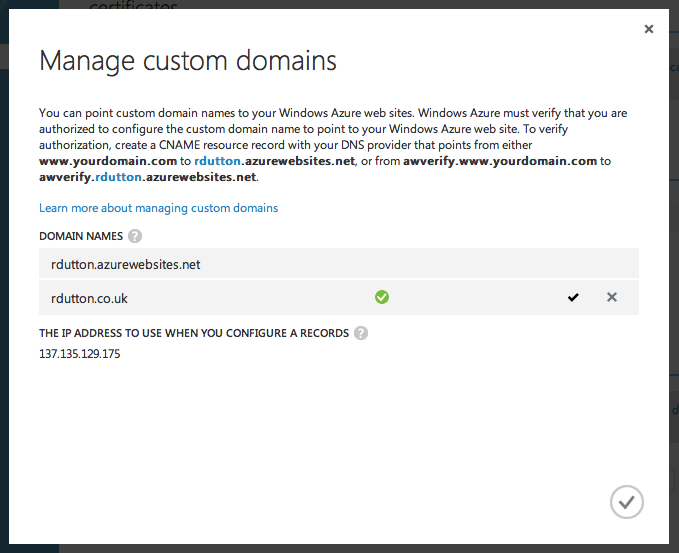 certificates
Manage custom domains
You can point custom domain names to your Windows Azure web sites. Windows Azure must verify that you are
authorized to configure the custom domain name to point to your Windows Azure web site. To verify
authorization, create a CNAME resource record with your DNS provider that points from either
www.yourdomain.com to rdutton.azurewebsites.net, or from awverify.www.yourdomain.com to
awverify.rdutton.azurewebsites.net.
Learn more about managing custom domains
DOMAIN NAMES ?
rdutton.azurewebsites.net
rdutton.co.uk
THE IP ADDRESS TO USE WHEN YOU CONFIGURE A RECORDS ?
137.135.129.175